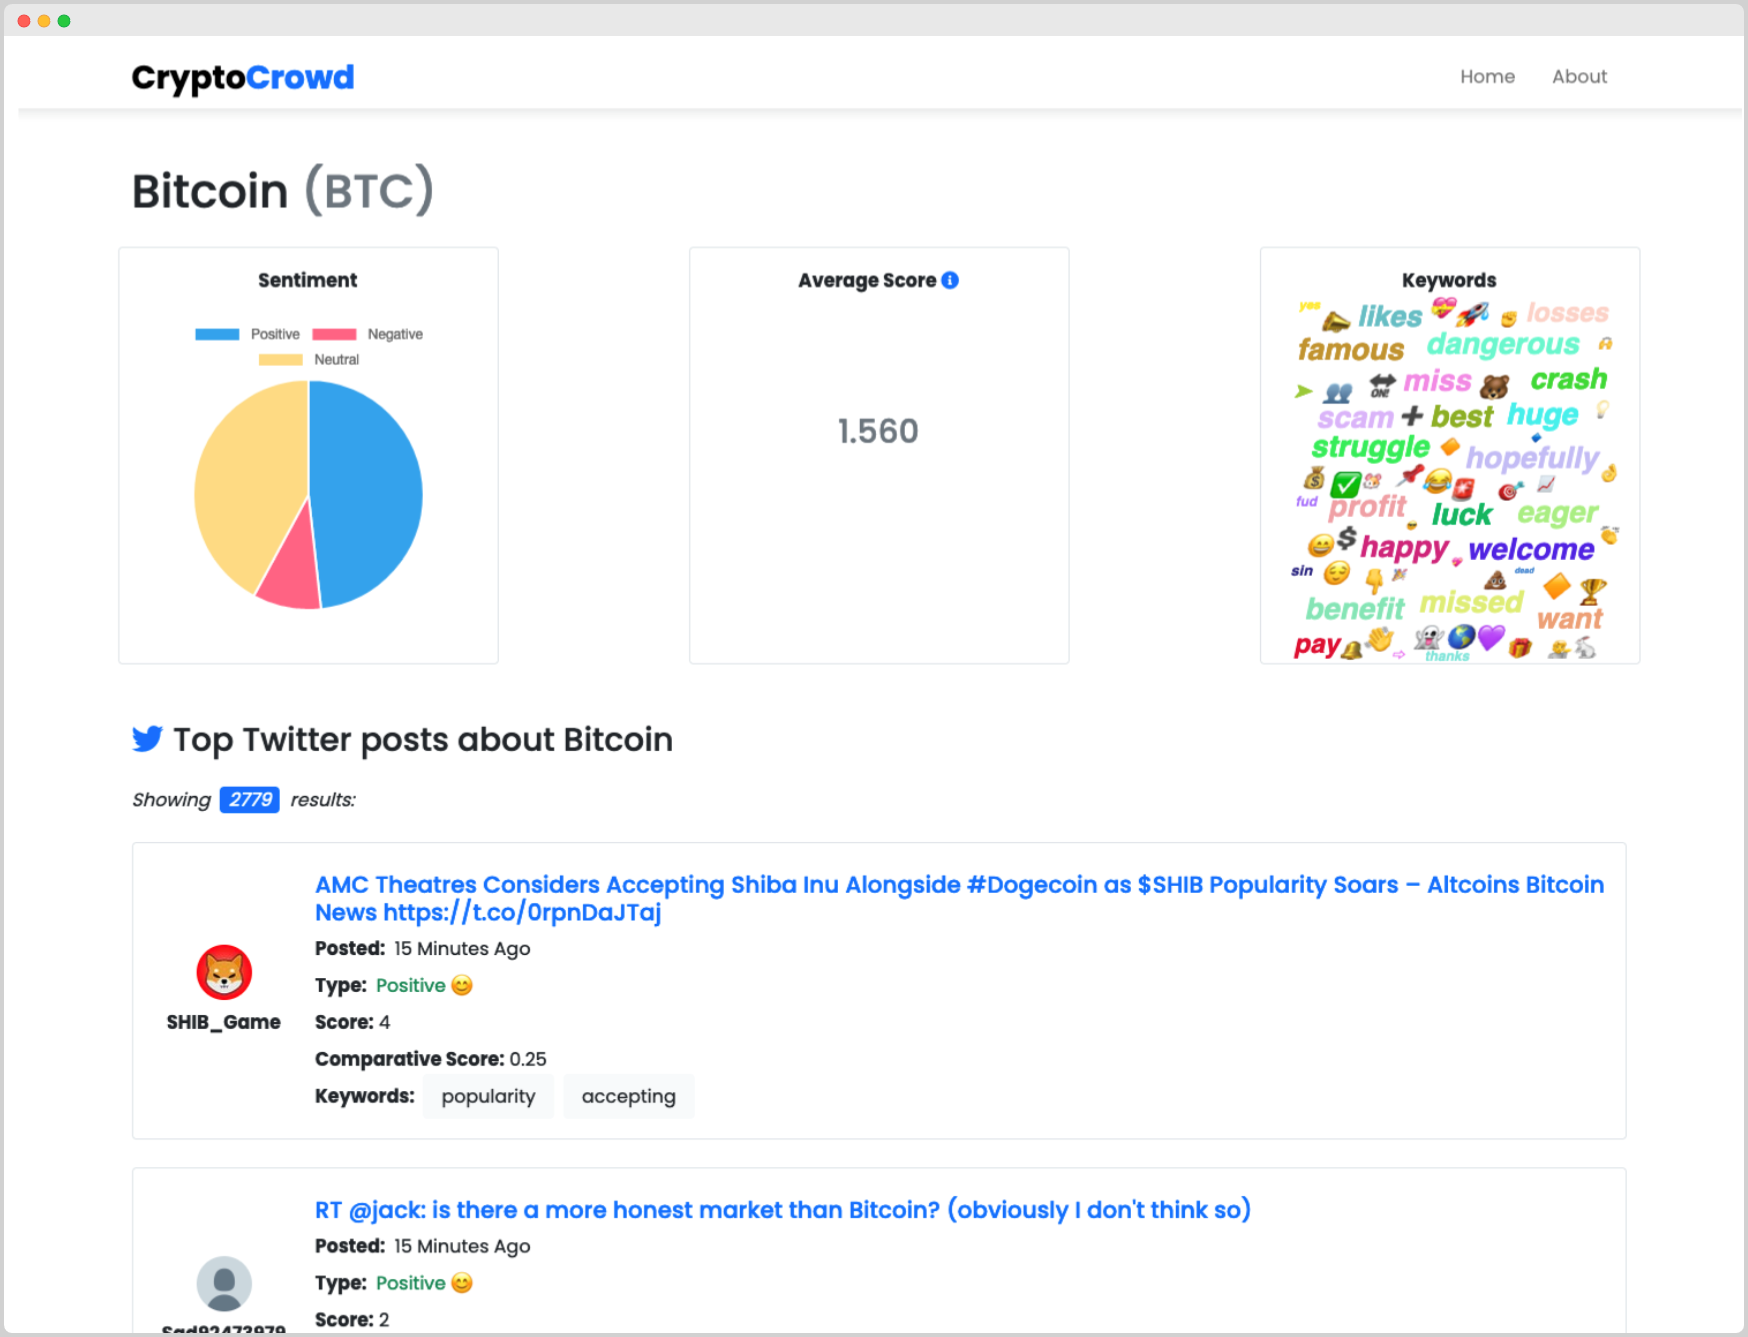 CryptoCrowd
Home About
Bitcoin (BTC)
Sentiment
Positive Negative
Neutral
Average Score
1.560
Keywords
yes likes losses
famous dangerous
ON!
miss crash
scam best huge
struggle hopefully
fud profit luck eager
$ happy welcome
sin dead
benefit missed want
pay thanks
Top Twitter posts about Bitcoin
Showing 2779 results:
AMC Theatres Considers Accepting Shiba Inu Alongside #Dogecoin as $SHIB Popularity Soars – Altcoins Bitcoin
News https://t.co/0rpnDaJTaj
Posted: 15 Minutes Ago
Type: Positive 😊
SHIB_Game
Score: 4
Comparative Score: 0.25
Keywords: popularity accepting
RT @jack: is there a more honest market than Bitcoin? (obviously I don't think so)
Posted: 15 Minutes Ago
Type: Positive 😊
Score: 2